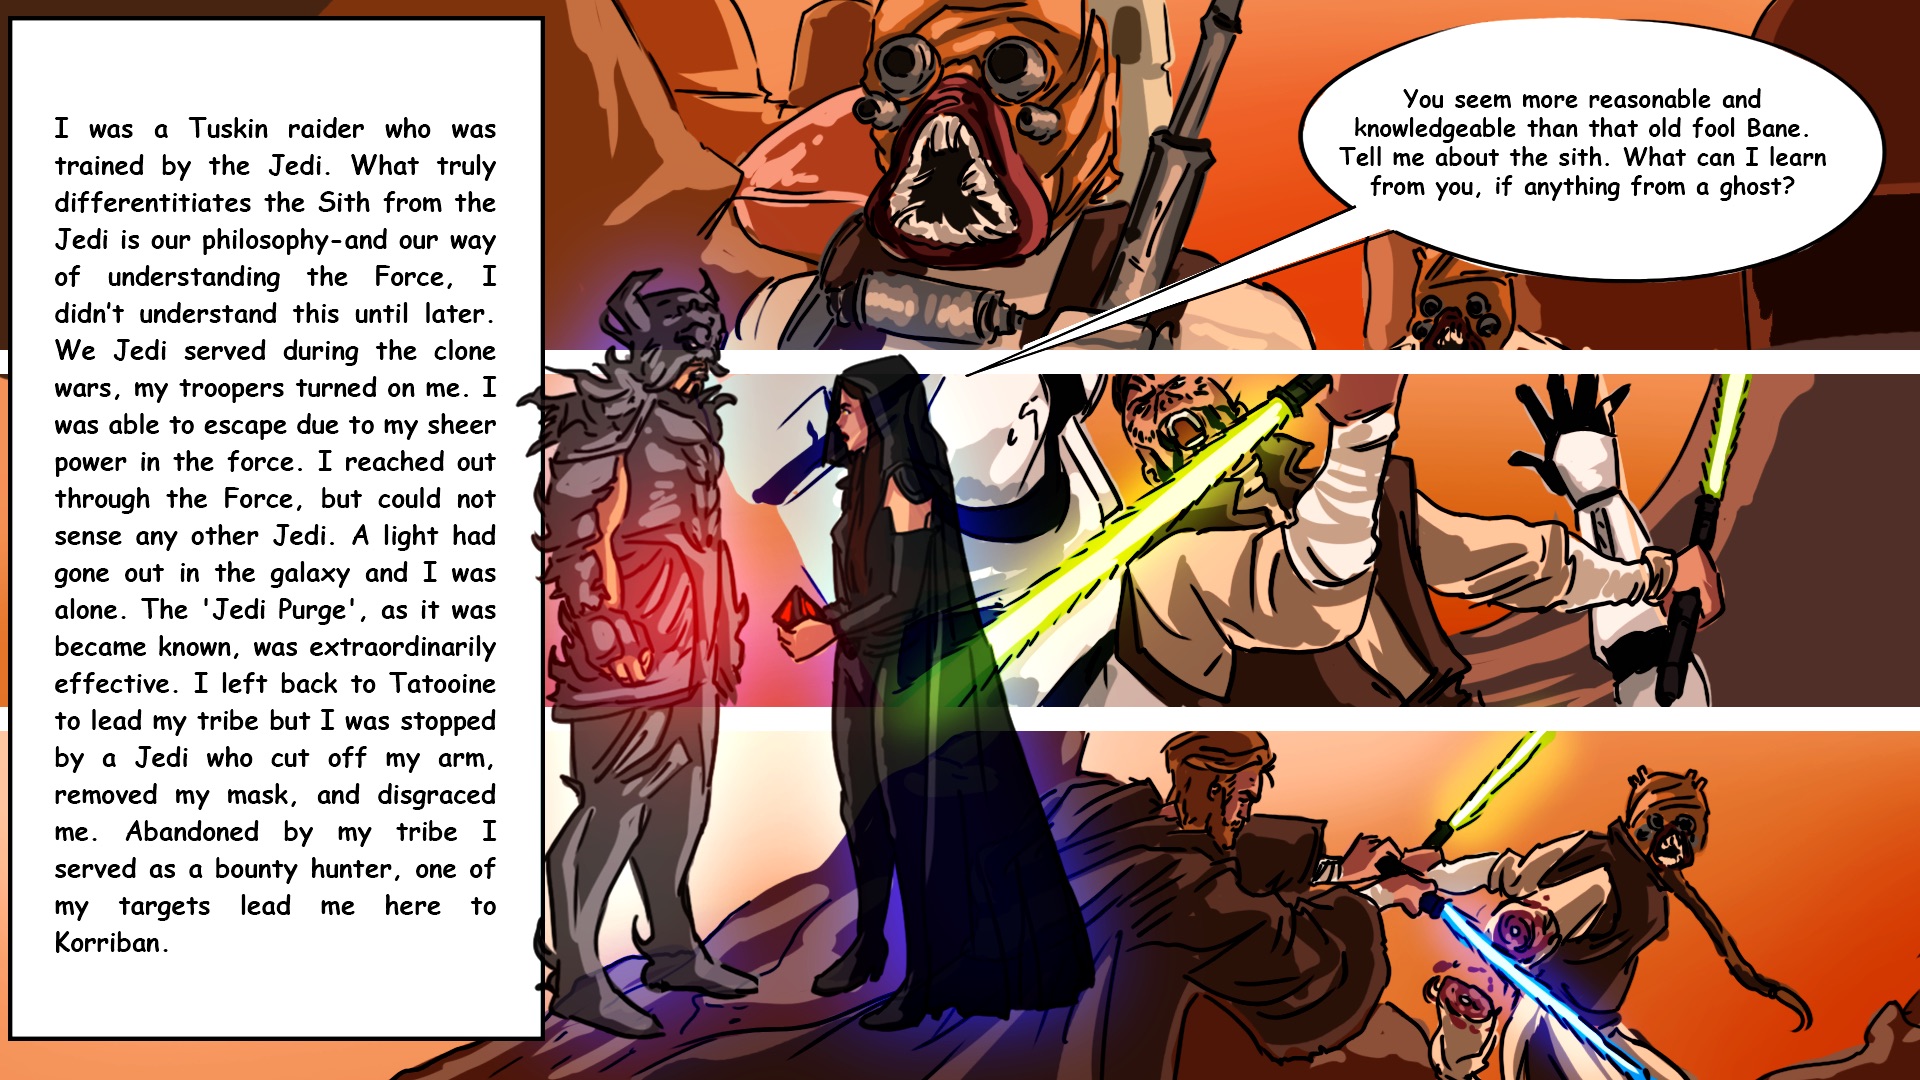 I was a Tuskin raider who was
trained by the Jedi. What truly
differentitiates the Sith from the
Jedi is our philosophy-and our way
of understanding the Force, I
didn't understand this until later.
We Jedi served during the clone
wars, my troopers turned on me. I
was able to escape due to my sheer
power in the force. I reached out
through the Force, but could not
sense any other Jedi. A light had
gone out in the galaxy and I was
alone. The 'Jedi Purge', as it was
became known, was extraordinarily
effective. I left back to Tatooine
to lead my tribe but I was stopped
by a Jedi who cut off my arm,
removed my mask, and disgraced
me. Abandoned by my tribe I
served as a bounty hunter, one of
my targets lead me here to
Korriban.
You seem more reasonable and
knowledgeable than that old fool Bane.
Tell me about the sith. What can I learn
from you, if anything from a ghost?